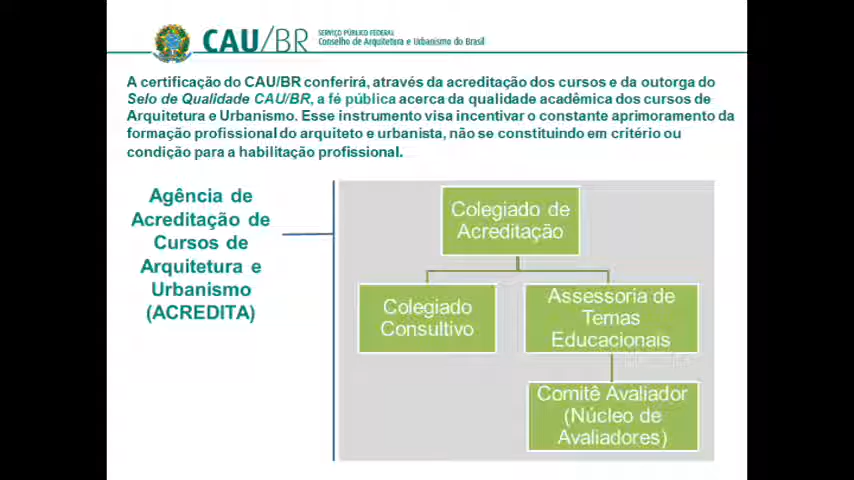 CAU/BR
SERVIÇO PÚBLICO FEDERAL
Conselho de Arquitetura e Urbanismo do Brasil
A certificação do CAU/BR conferirá, através da acreditação dos cursos e da outorga do
Selo de Qualidade CAU/BR, a fé pública acerca da qualidade acadêmica dos cursos de
Arquitetura e Urbanismo. Esse instrumento visa incentivar o constante aprimoramento da
formação profissional do arquiteto e urbanista, não se constituindo em critério ou
condição para a habilitação profissional.
Agência de
Acreditação de
Cursos de
Arquitetura e
Urbanismo
(ACREDITA)
Colegiado de
Acreditação
Colegiado
Consultivo
Assessoria de
Temas
Educacionais
Comitê Avaliador
(Núcleo de
Avaliadores)